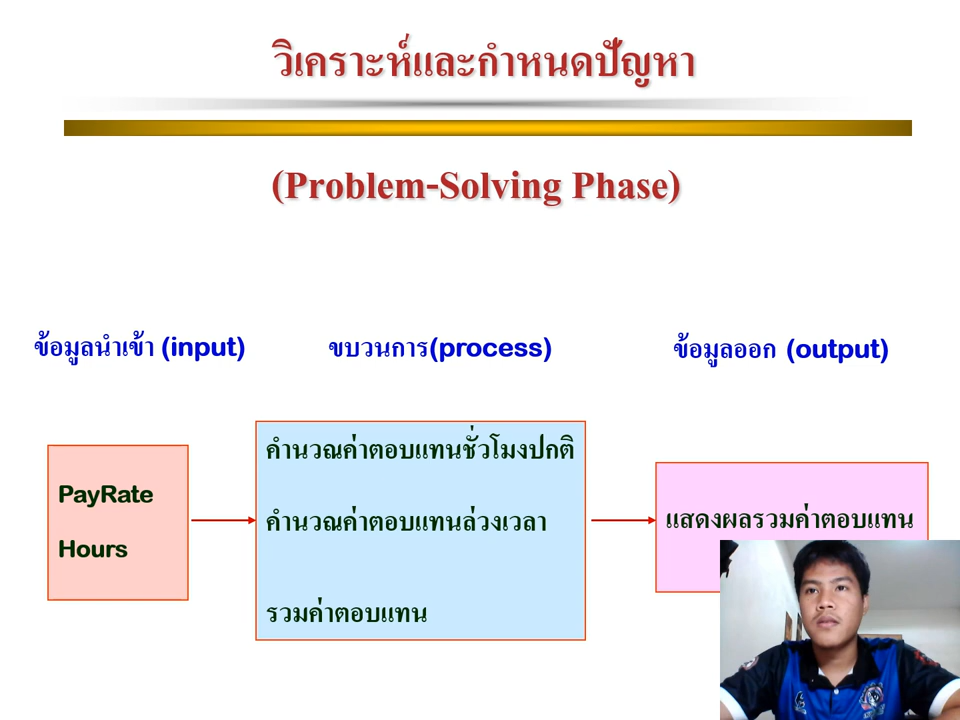 วิเคราะห์และกำหนดปัญหา
(Problem-Solving Phase)
ข้อมูลนำเข้า (input)
ขบวนการ(process)
ข้อมูลออก (output)
PayRate
Hours
คำนวณค่าตอบแทนชั่วโมงปกติ
คำนวณค่าตอบแทนล่วงเวลา
รวมค่าตอบแทน
แสดงผลรวมค่าตอบแทน